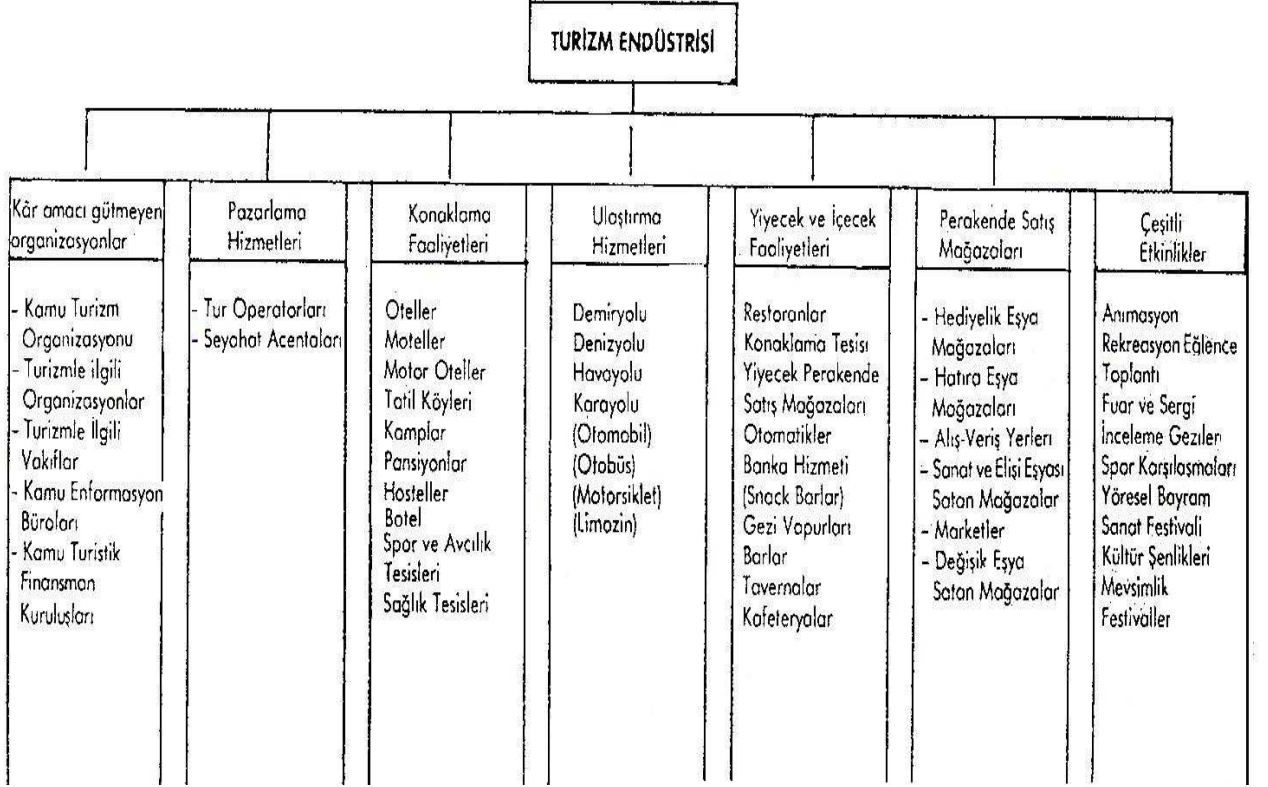 TURİZM ENDÜSTRİSİ
Kâr amacı gütmeyen
organizasyonlar
- Kamu Turizm
Organizasyonu
- Turizmle ilgili
Organizasyonlar
- Turizmle İlgili
Vakıflar
- Kamu Enformasyon
Büroları
- Kamu Turistik
Finansman
Kuruluşları
Pazarlama
Hizmetleri
- Tur Operatorları
- Seyahat Acentaları
Konaklama
Faaliyetleri
Oteller
Moteller
Motor Oteller
Tatil Köyleri
Kamplar
Pansiyonlar
Hosteller
Botel
Spor ve Avcılık
Tesisleri
Sağlık Tesisleri
Ulaştırma
Hizmetleri
Demiryolu
Denizyolu
Havayolu
Karayolu
(Otomobil)
(Otobüs)
(Motorsiklet)
(Limozin)
Yiyecek ve İçecek
Faaliyetleri
Restoranlar
Konaklama Tesisi
Yiyecek Perakende
Satış Mağazaları
Otomatikler
Banka Hizmeti
(Snack Barlar)
Gezi Vapurları
Barlar
Tavernalar
Kafeteryalar
Perakende Satış
Mağazaları
- Hediyelik Eşya
Mağazaları
- Hatıra Eşya
Mağazaları
- Alış-Veriş Yerleri
- Sanat ve Elişi Eşyası
Satan Mağazalar
- Marketler
- Değişik Eşya
Satan Mağazalar
Çeşitli
Etkinlikler
Animasyon
Rekreasyon Eğlence
Toplantı
Fuar ve Sergi
İnceleme Gezileri
Spor Karşılaşmaları
Yöresel Bayram
Sanat Festivali
Kültür Şenlikleri
Mevsimlik
Festivaller